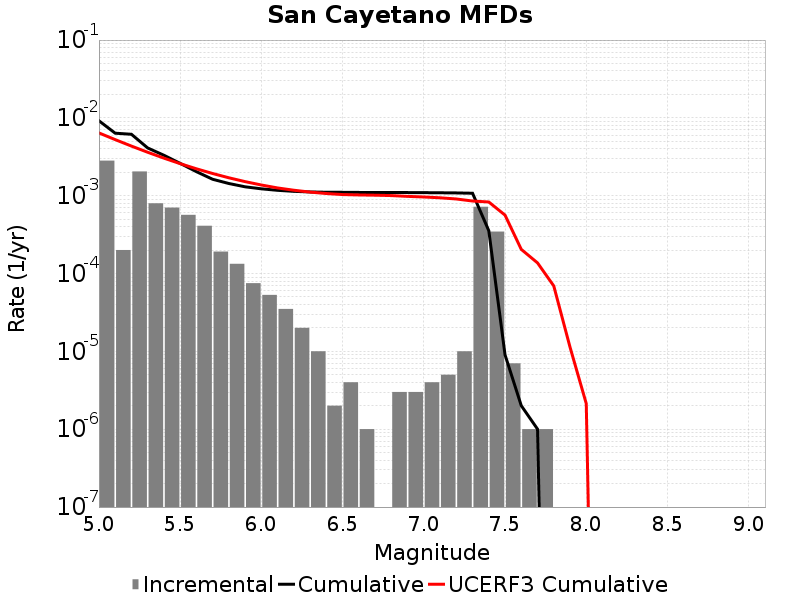 San Cayetano MFDs
10-1
10-2
10-3
10-4
10-5
10-6
10-7
Rate (1/yr)
5.0 5.5 6.0 6.5 7.0 7.5 8.0 8.5 9.0
Magnitude
Incremental Cumulative UCERF3 Cumulative